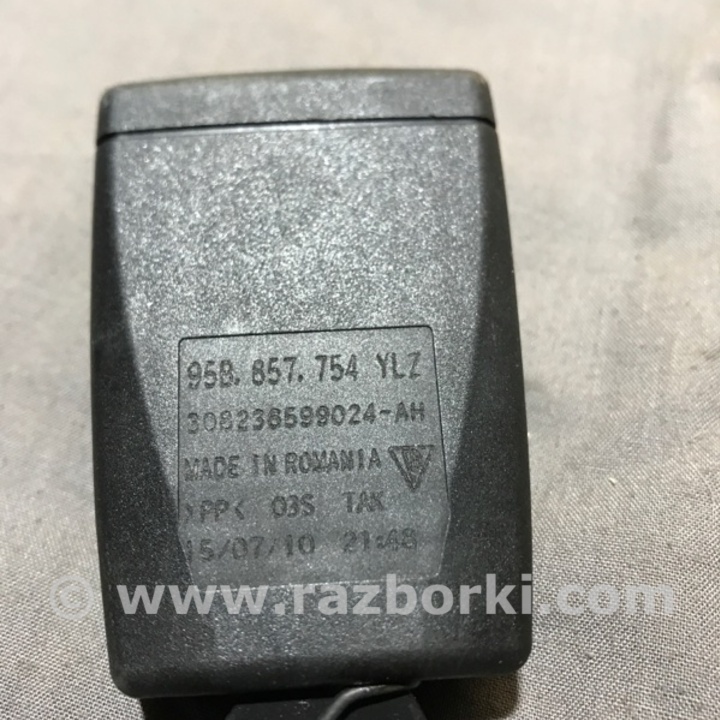 95B. 857. 754 YLZ
308238599024-AH
MADE IN ROMANIA
>PP< 03S TAK
15/07/10 21:48
© www.razborki.com